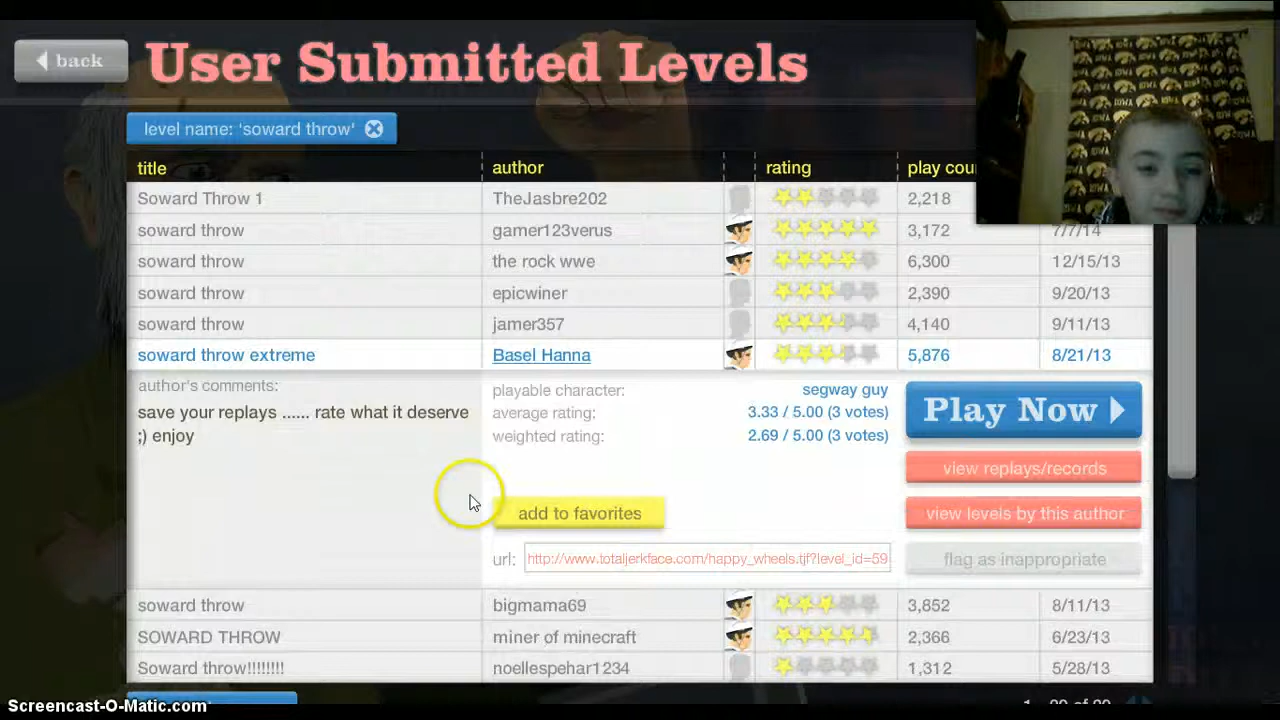 back
User Submitted Levels
level name: 'soward throw'
title author rating play cou
Soward Throw 1 TheJasbre202 2,218
soward throw gamer123verus 3,172 7/7/14
soward throw the rock wwe 6,300 12/15/13
soward throw epicwiner 2,390 9/20/13
soward throw jamer357 4,140 9/11/13
soward throw extreme Basel Hanna 5,876 8/21/13
author's comments:
save your replays ...... rate what it deserve
;) enjoy
playable character: segway guy
average rating: 3.33 / 5.00 (3 votes)
weighted rating: 2.69 / 5.00 (3 votes)
Play Now
view replays/records
add to favorites
view levels by this author
url: http://www.totaljerkface.com/happy_wheels.tjf?level_id=59
flag as inappropriate
soward throw bigmama69 3,852 8/11/13
SOWARD THROW miner of minecraft 2,366 6/23/13
Soward throw!!!!!!!! noellespehar1234 1,312 5/28/13
Screencast-O-Matic.com
IOWA